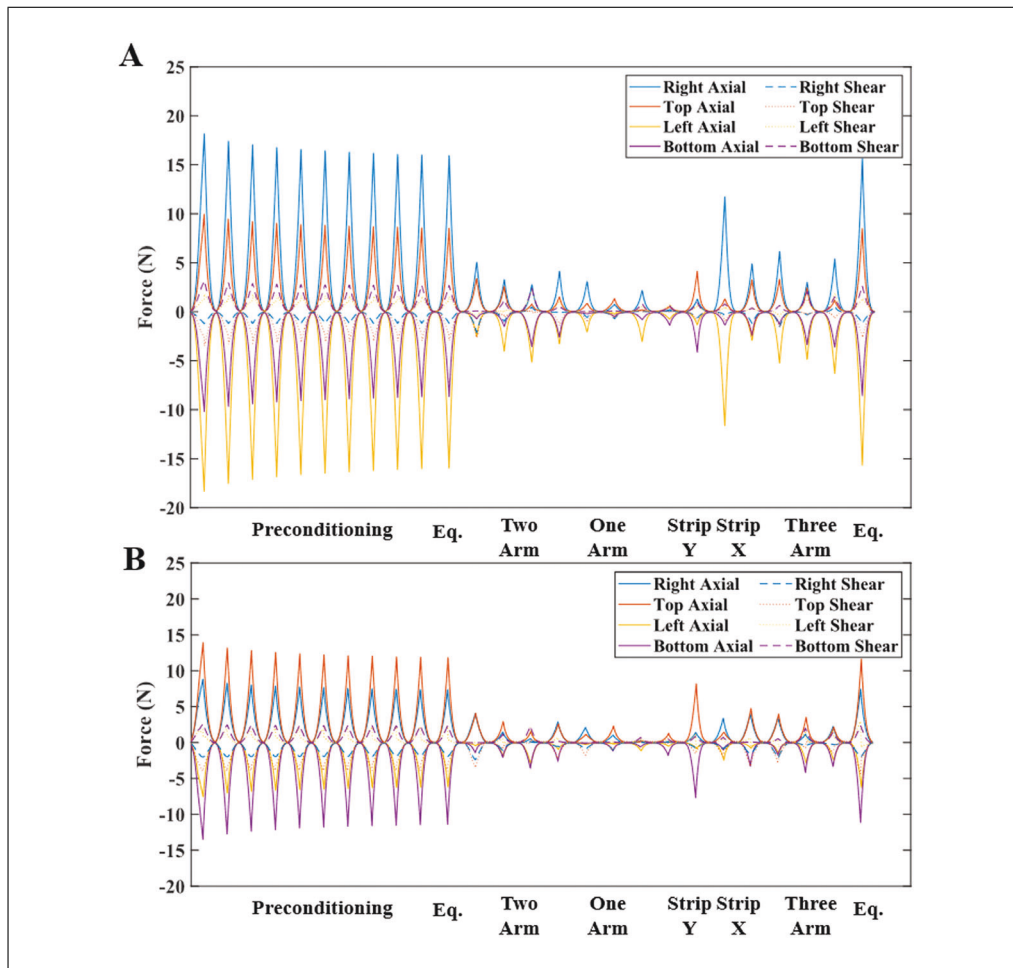 A
25
20
15
10
5
0
-5
-10
-15
-20
Force (N)
Right Axial Right Shear
Top Axial Top Shear
Left Axial Left Shear
Bottom Axial Bottom Shear
Preconditioning Eq. Two One Strip Strip Three Eq.
Arm Arm Y X Arm
B
25
20
15
10
5
0
-5
-10
-15
-20
Force (N)
Right Axial Right Shear
Top Axial Top Shear
Left Axial Left Shear
Bottom Axial Bottom Shear
Preconditioning Eq. Two One Strip Strip Three Eq.
Arm Arm Y X Arm